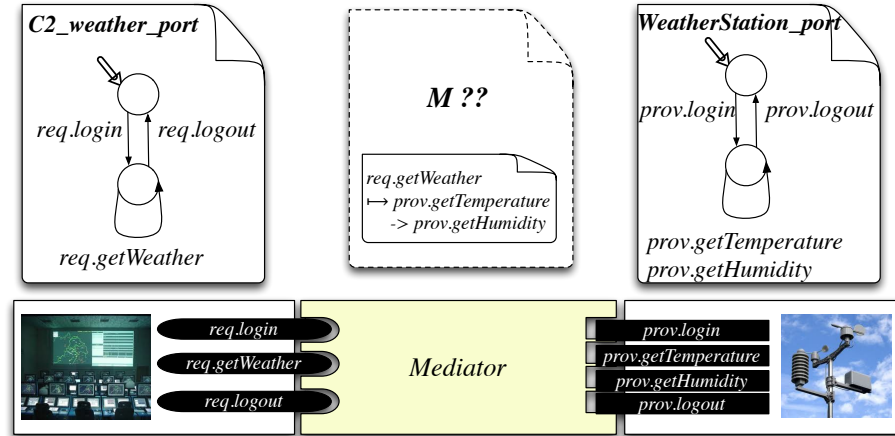 C2_weather_port
req.login
req.logout
req.getWeather
M ??
req.getWeather
↦ prov.getTemperature
-> prov.getHumidity
WeatherStation_port
prov.login
prov.logout
prov.getTemperature
prov.getHumidity
req.login
req.getWeather
req.logout
Mediator
prov.login
prov.getTemperature
prov.getHumidity
prov.logout